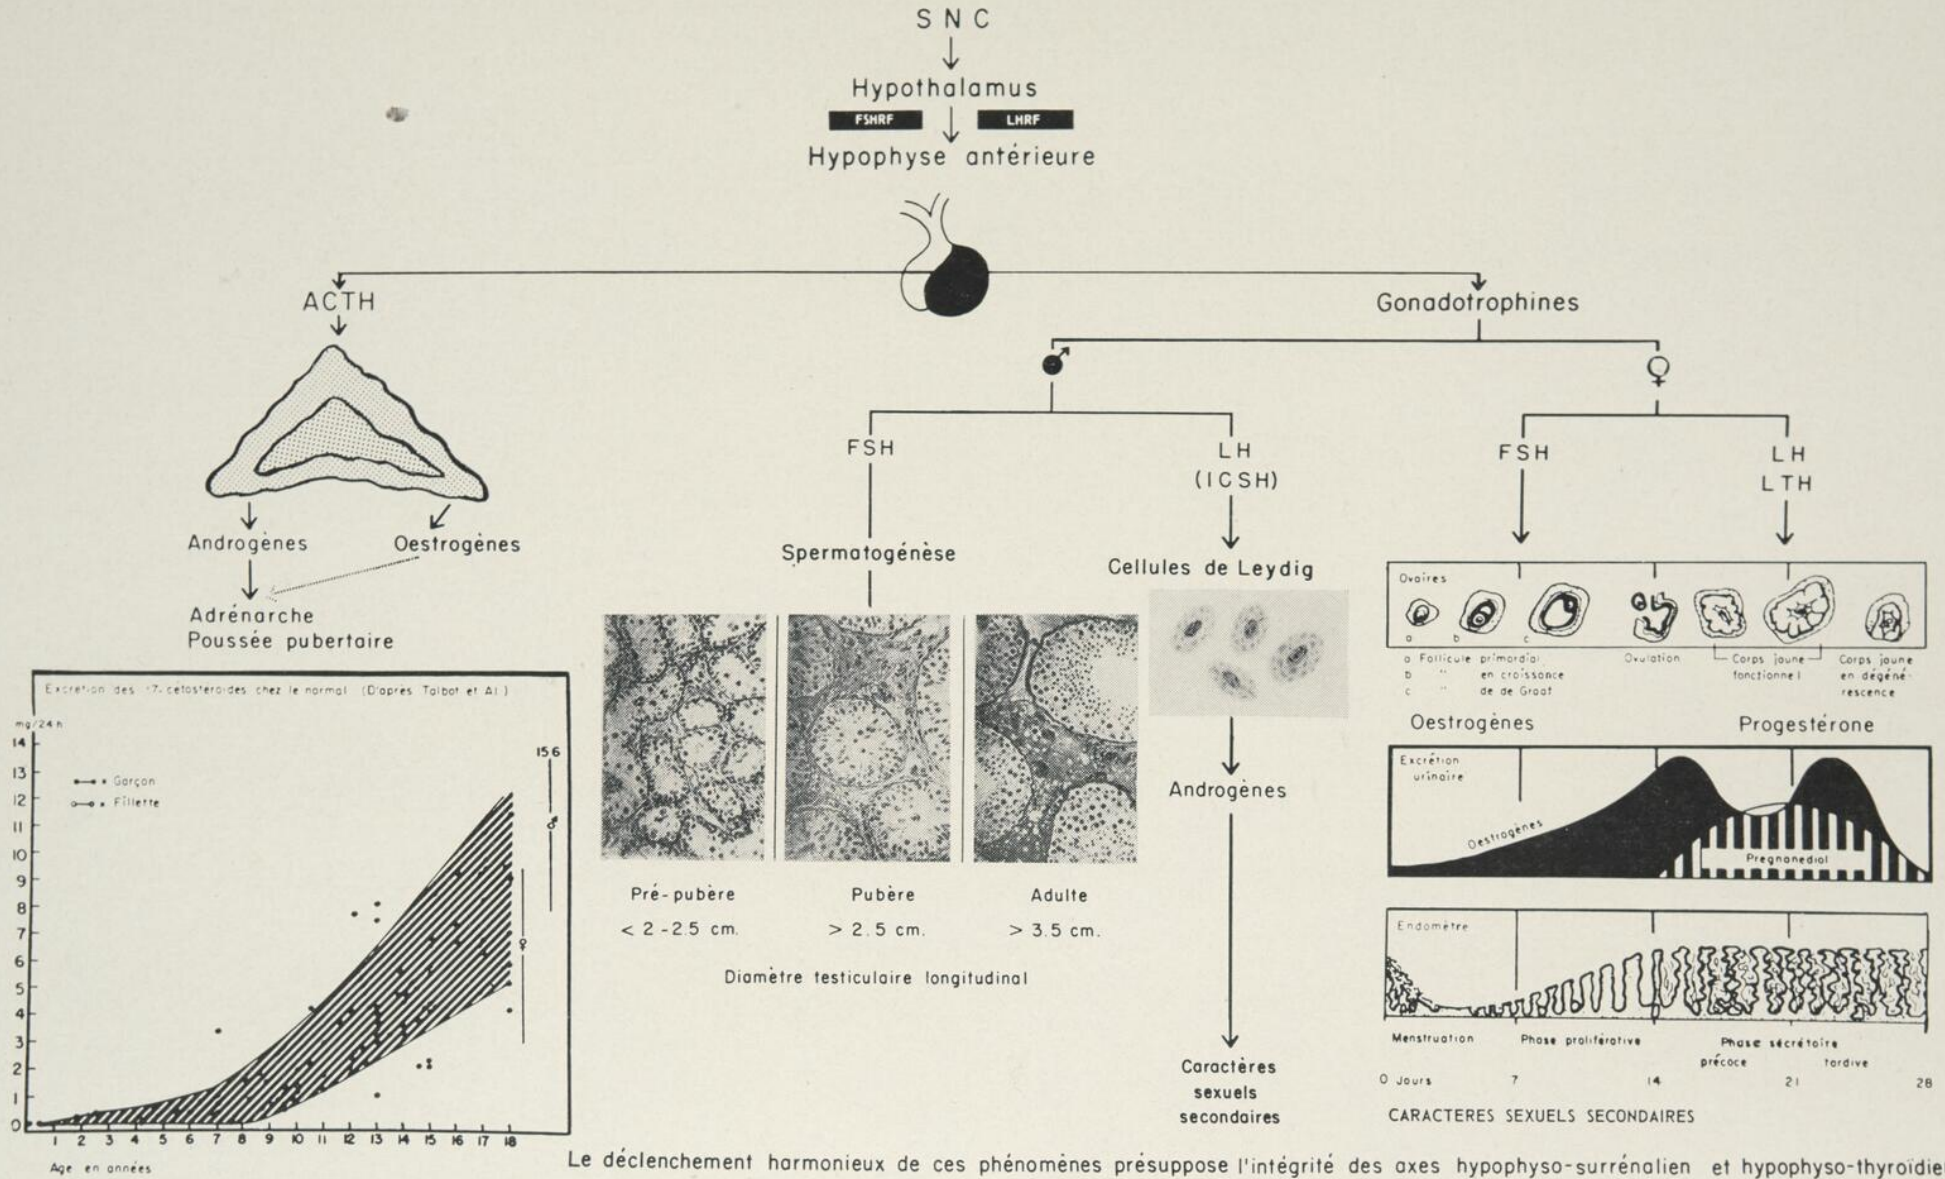 SNC
Hypothalamus
FSHRF
LHRF
Hypophyse antérieure
ACTH
Gonadotrophines
♂
♀
FSH
LH
(ICSH)
FSH
LH
LTH
Androgènes
Oestrogènes
Adrénarche
Poussée pubertaire
Spermatogénèse
Cellules de Leydig
Androgènes
Caractères
sexuels
secondaires
Pré-pubère
Pubère
Adulte
< 2-2.5 cm.
> 2.5 cm.
> 3.5 cm.
Diamètre testiculaire longitudinal
Excretion des 17-cétosteroides chez le normal (D'après Talbot et Al.)
mg/24 h
14
13
12
11
10
9
8
7
6
5
4
3
2
1
0
Garçon
Fillette
15 6
♂
♀
1 2 3 4 5 6 7 8 9 10 11 12 13 14 15 16 17 18
Age en années
Ovaires
a b c
a Follicule primordial
b " en croissance
c " de de Graaf
Ovulation
Corps jaune
fonctionnel
Corps jaune
en dégéné-
rescence
Oestrogènes
Progestérone
Excrétion
urinaire
Oestrogènes
Pregnanediol
Endomètre
Menstruation
Phase proliférative
Phase sécrétoire
précoce
tardive
0 Jours 7 14 21 28
CARACTERES SEXUELS SECONDAIRES
Le déclenchement harmonieux de ces phénomènes présuppose l'intégrité des axes hypophyso-surrénalien et hypophyso-thyroïdie